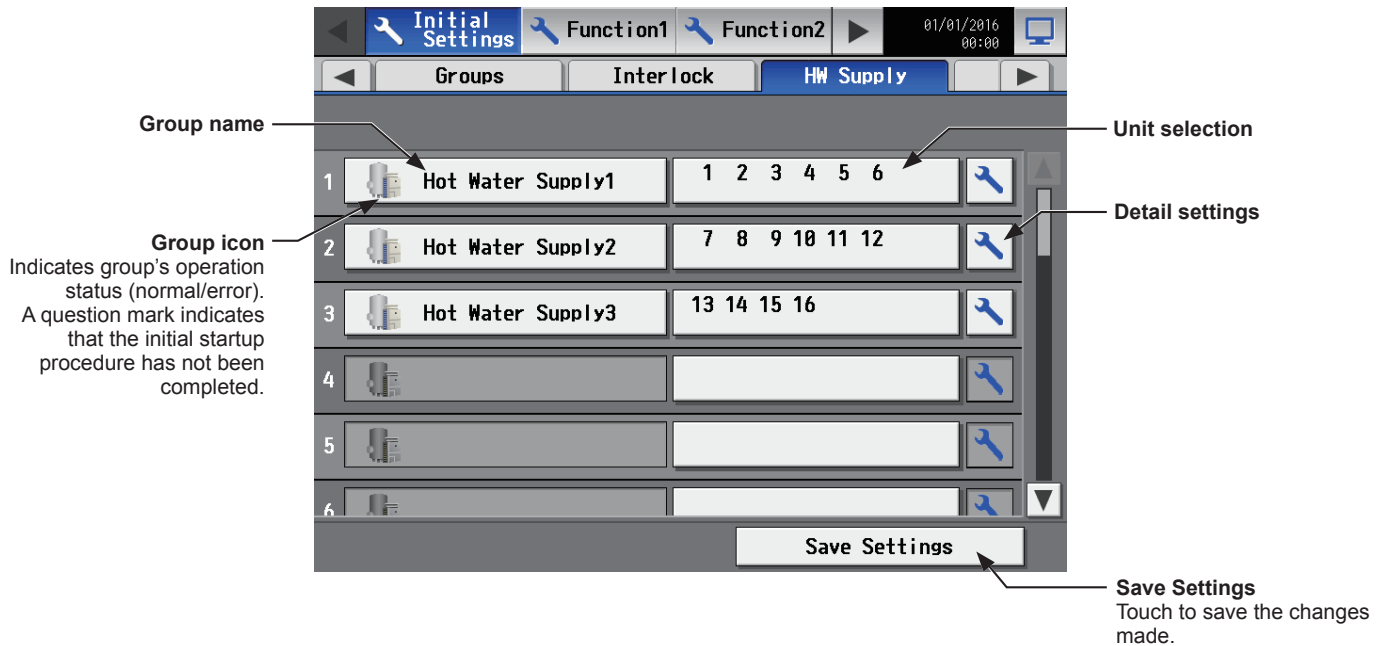 Initial
Settings
Function1
Function2
01/01/2016
00:00
Groups
Interlock
HW Supply
Group name
Unit selection
1
Hot Water Supply1
1 2 3 4 5 6
Detail settings
Group icon
Indicates group's operation
status (normal/error).
A question mark indicates
that the initial startup
procedure has not been
completed.
2
Hot Water Supply2
7 8 9 10 11 12
3
Hot Water Supply3
13 14 15 16
4
5
6
Save Settings
Save Settings
Touch to save the changes
made.